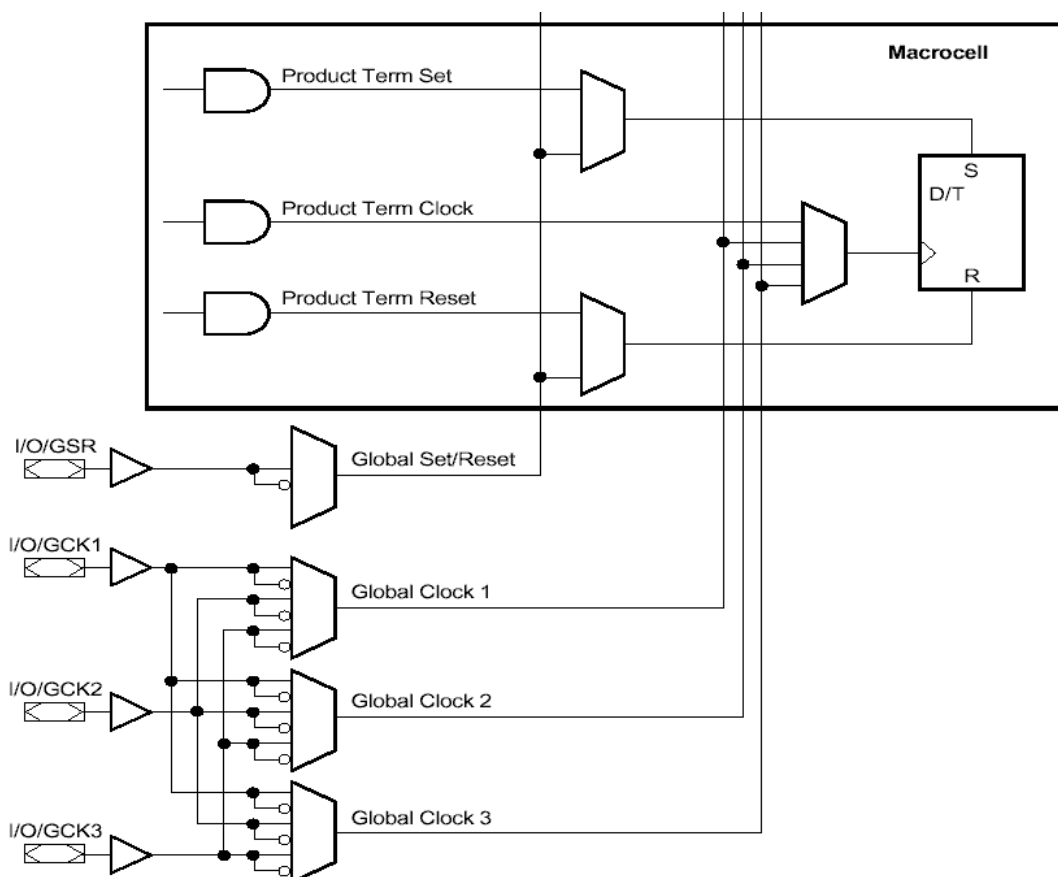 Macrocell
Product Term Set
S
D/T
Product Term Clock
R
Product Term Reset
I/O/GSR
Global Set/Reset
I/O/GCK1
Global Clock 1
I/O/GCK2
Global Clock 2
I/O/GCK3
Global Clock 3